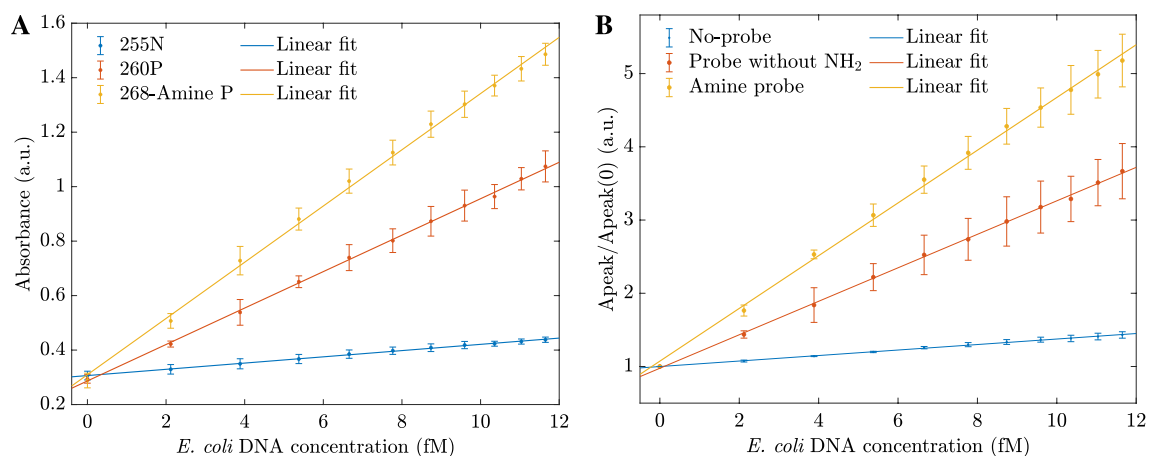 A
255N Linear fit
260P Linear fit
268-Amine P Linear fit
Absorbance (a.u.)
1.6
1.4
1.2
1
0.8
0.6
0.4
0.2
0 2 4 6 8 10 12
E. coli DNA concentration (fM)
B
No-probe Linear fit
Probe without NH₂ Linear fit
Amine probe Linear fit
Apeak/Apeak(0) (a.u.)
5
4
3
2
1
0 2 4 6 8 10 12
E. coli DNA concentration (fM)